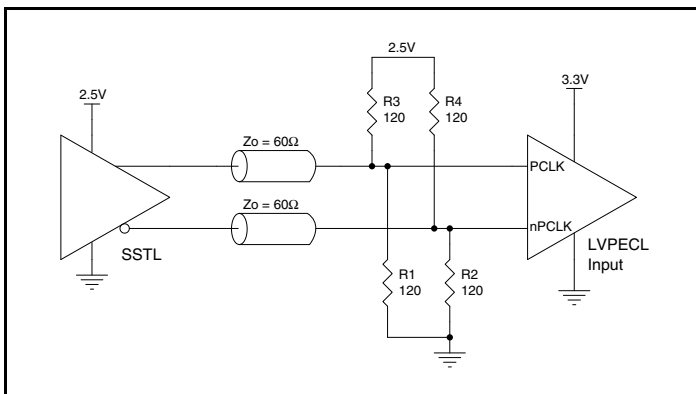 2.5V
3.3V
2.5V
R3
120
R4
120
Zo = 60Ω
PCLK
Zo = 60Ω
nPCLK
SSTL
LVPECL
Input
R1
120
R2
120